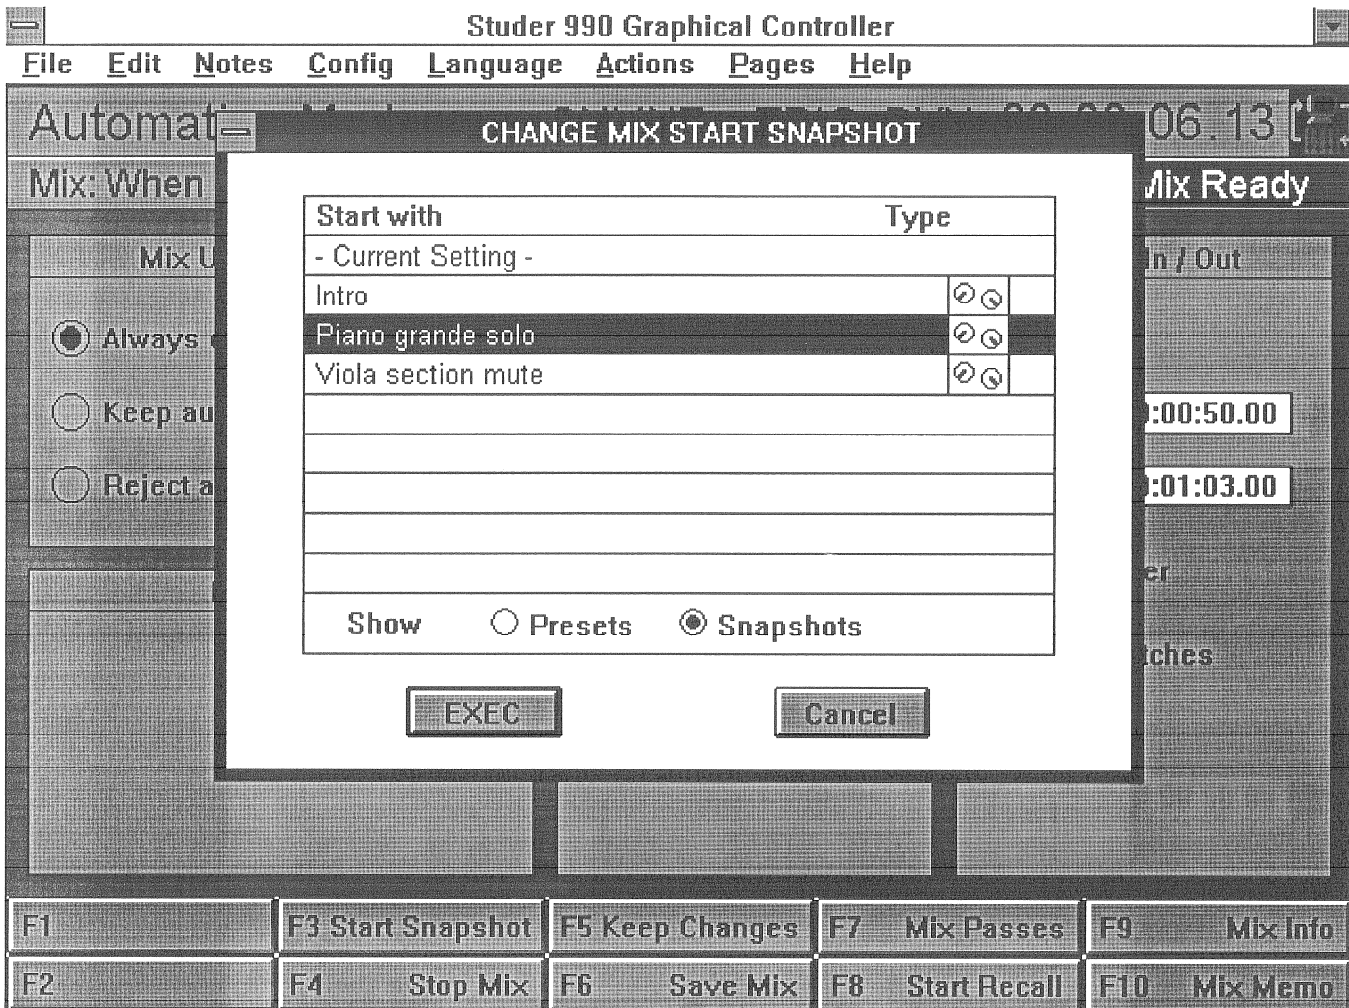 Studer 990 Graphical Controller
File Edit Notes Config Language Actions Pages Help
06.13
CHANGE MIX START SNAPSHOT
Mix: When
Mix Ready
Start with Type
- Current Setting -
Intro
Piano grande solo
Viola section mute
Mix
In / Out
Always
Keep
Reject
:00:50.00
:01:03.00
Show Presets Snapshots
EXEC Cancel
F1 F3 Start Snapshot F5 Keep Changes F7 Mix Passes F9 Mix Info
F2 F4 Stop Mix F6 Save Mix F8 Start Recall F10 Mix Memo